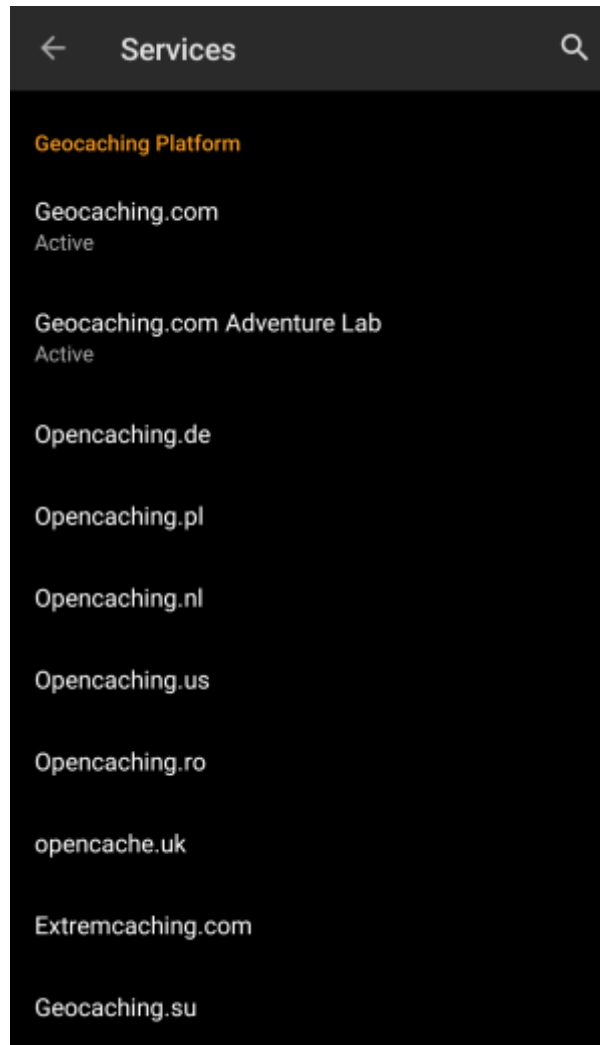 Services
Geocaching Platform
Geocaching.com
Active
Geocaching.com Adventure Lab
Active
Opencaching.de
Opencaching.pl
Opencaching.nl
Opencaching.us
Opencaching.ro
opencache.uk
Extremcaching.com
Geocaching.su